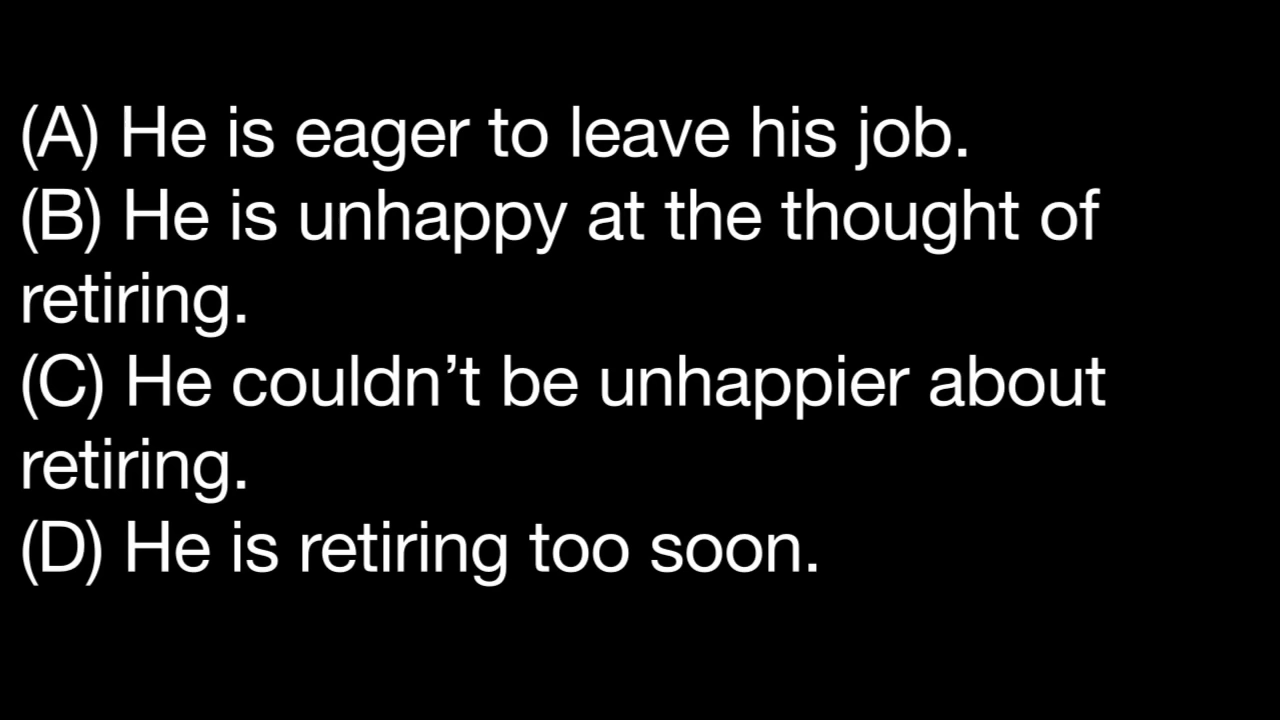 (A) He is eager to leave his job.
(B) He is unhappy at the thought of
retiring.
(C) He couldn’t be unhappier about
retiring.
(D) He is retiring too soon.